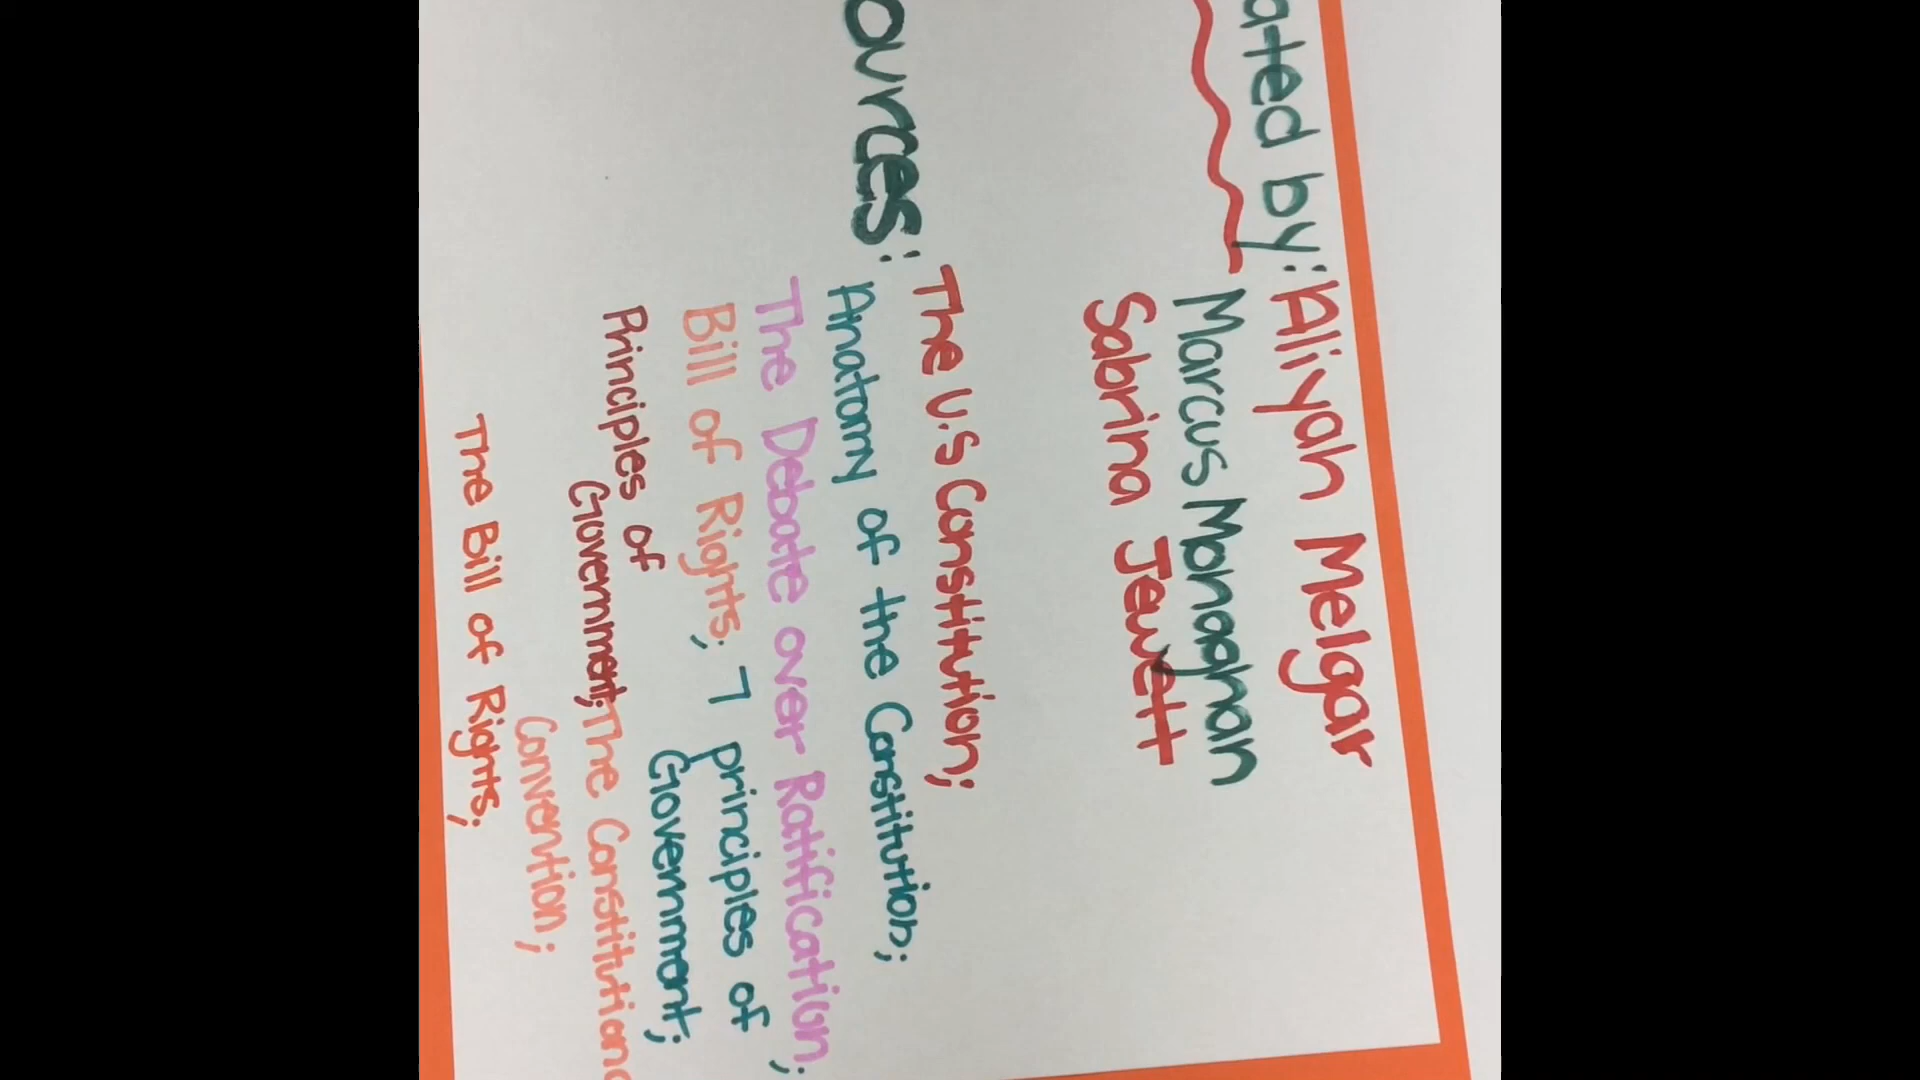 ated by: Aliyah Melgar
Marcus Monaghan
Sabrina Jewett
ources: The U.S Constitution;
Anatomy of the Constitution;
The Debate over Ratification;
Bill of Rights; 7 principles of
Government;
Principles of
Government; The Constitutiona
Convention;
The Bill of Rights;